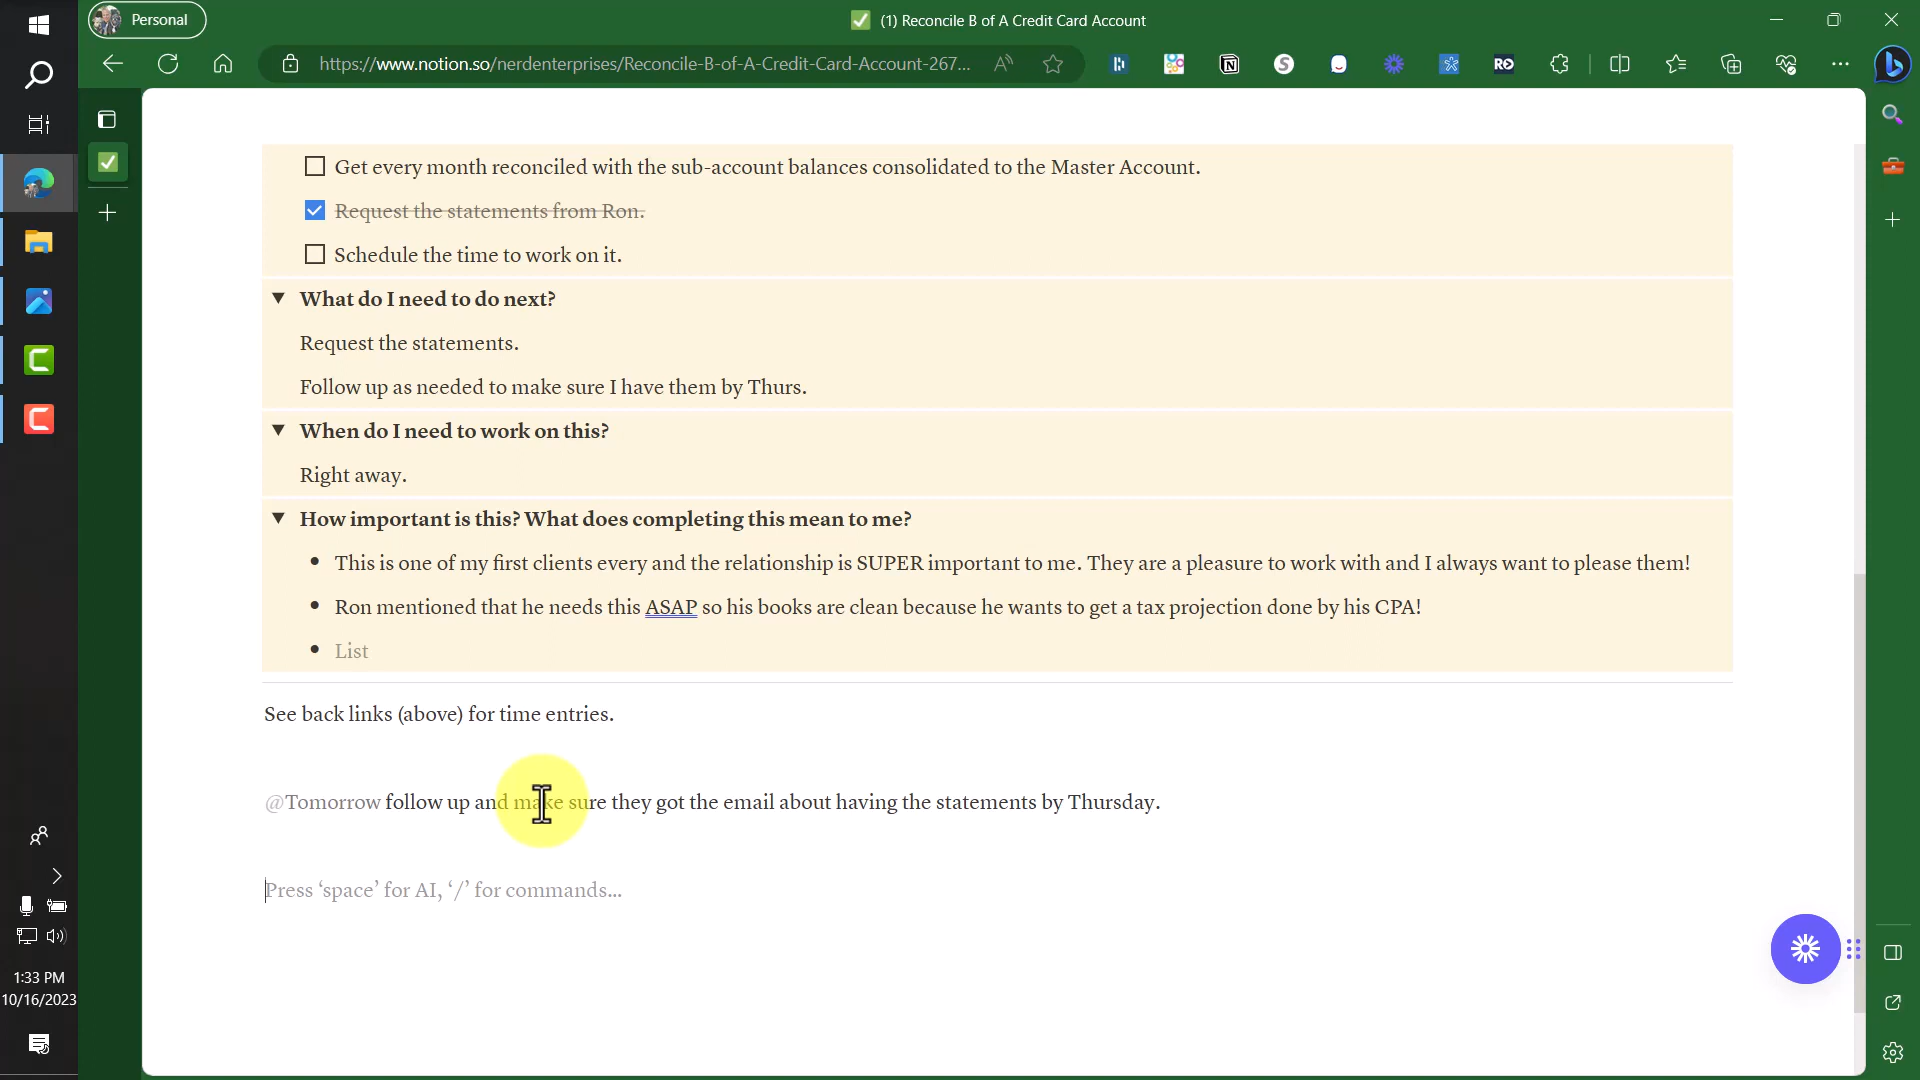 Personal
(1) Reconcile B of A Credit Card Account
https://www.notion.so/nerdenterprises/Reconcile-B-of-A-Credit-Card-Account-267...
Get every month reconciled with the sub-account balances consolidated to the Master Account.
Request the statements from Ron.
Schedule the time to work on it.
What do I need to do next?
Request the statements.
Follow up as needed to make sure I have them by Thurs.
When do I need to work on this?
Right away.
How important is this? What does completing this mean to me?
This is one of my first clients every and the relationship is SUPER important to me. They are a pleasure to work with and I always want to please them!
Ron mentioned that he needs this ASAP so his books are clean because he wants to get a tax projection done by his CPA!
List
See back links (above) for time entries.
@Tomorrow follow up and make sure they got the email about having the statements by Thursday.
Press ‘space’ for AI, ‘/’ for commands...
1:33 PM
10/16/2023